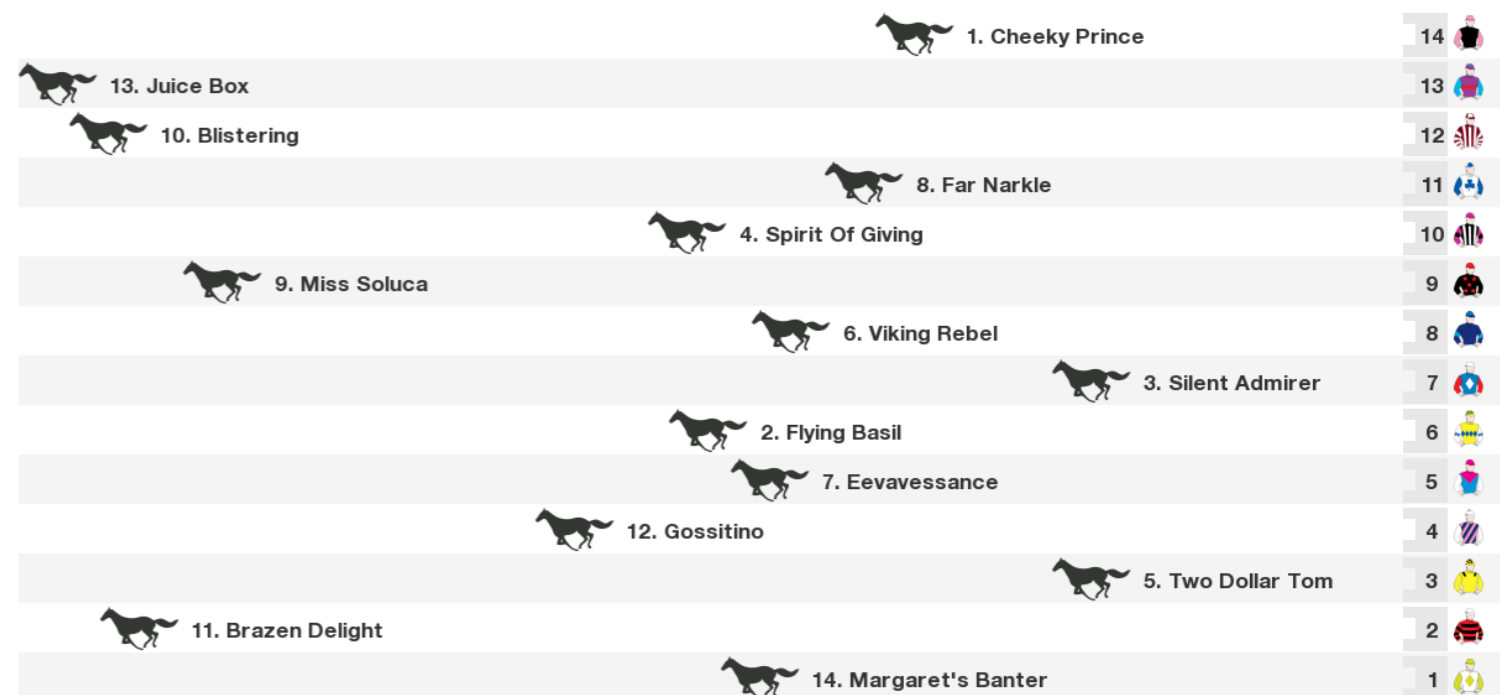 1. Cheeky Prince 14
13. Juice Box 13
10. Blistering 12
8. Far Narkle 11
4. Spirit Of Giving 10
9. Miss Soluca 9
6. Viking Rebel 8
3. Silent Admirer 7
2. Flying Basil 6
7. Eevavessance 5
12. Gossitino 4
5. Two Dollar Tom 3
11. Brazen Delight 2
14. Margaret's Banter 1